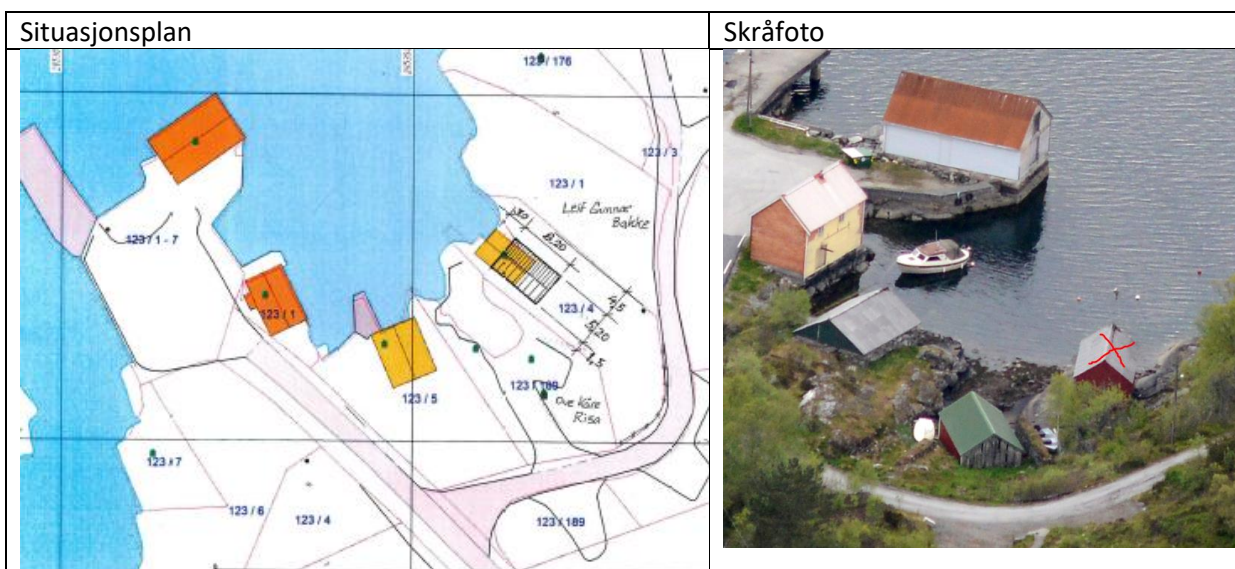 Situasjonsplan
Skråfoto
123 / 176
123 / 3
123 / 1
Leif Gunnar
Bakke
8.20
123 / 1 - 7
123 / 1
123 / 4
4,5
5,20
1,5
123 / 5
123 / 189
Ove Kåre
Risa
123 / 7
123 / 6
123 / 4
123 / 189